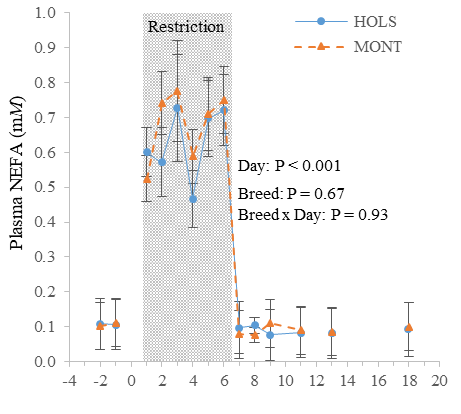 Restriction
HOLS
MONT
Plasma NEFA (mM)
1.0
0.9
0.8
0.7
0.6
0.5
0.4
0.3
0.2
0.1
0.0
Day: P < 0.001
Breed: P = 0.67
Breed x Day: P = 0.93
-4 -2 0 2 4 6 8 10 12 14 16 18 20